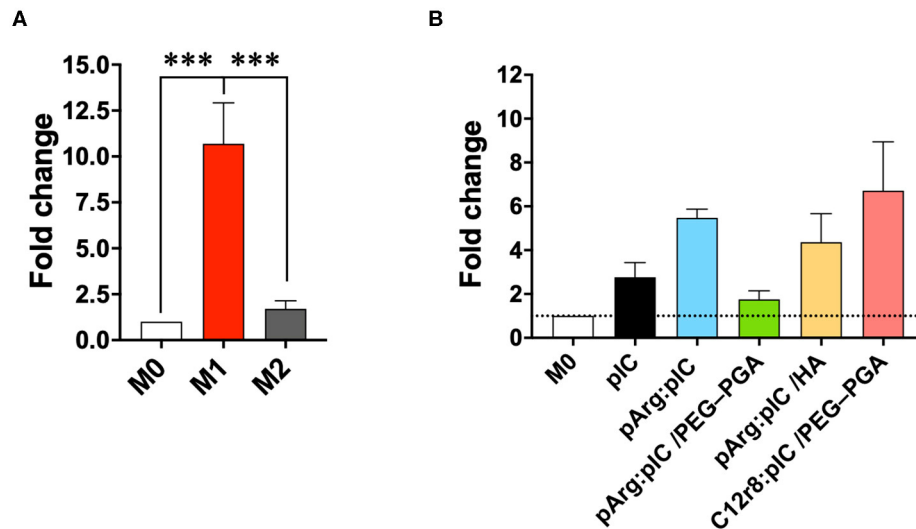 A
B
*** ***
15.0
12.5
10.0
7.5
5.0
2.5
0.0
Fold change
M0
M1
M2
12
10
8
6
4
2
0
Fold change
M0
pIC
pArg:pIC
pArg:pIC /PEG–PGA
pArg:pIC /HA
C12r8:pIC /PEG–PGA